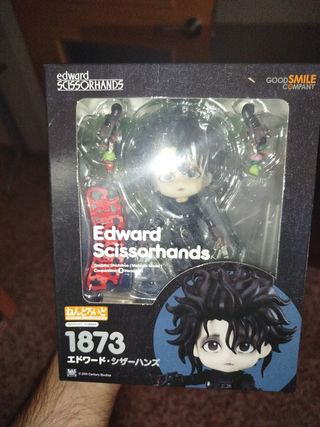 edward
SCISSORHANDS
GOOD SMILE
COMPANY
Edward
Scissorhands
ねんどろいど
1873
エドワード・シザーハンズ